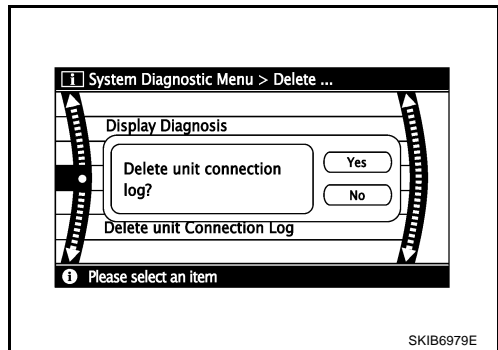 i System Diagnostic Menu > Delete ...
Display Diagnosis
Delete unit connection
log?
Yes
No
Delete unit Connection Log
i Please select an item
SKIB6979E